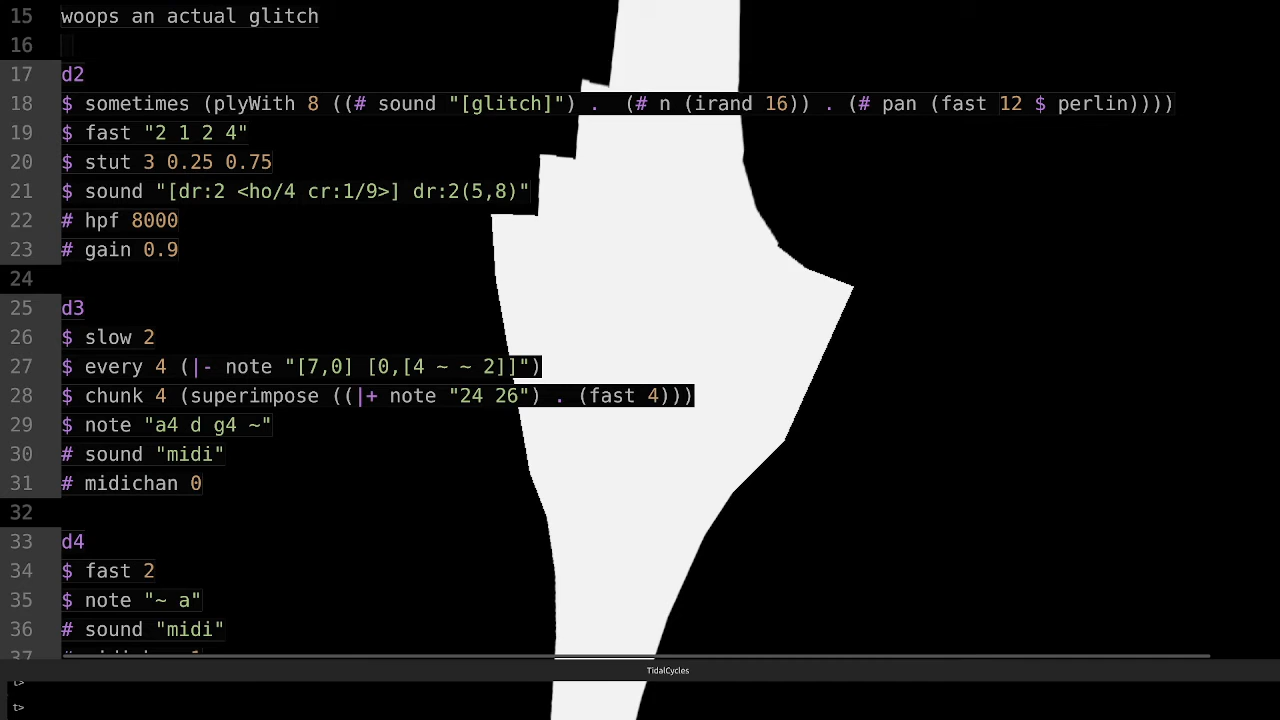 15 woops an actual glitch
16
17 d2
18 $ sometimes (plyWith 8 ((# sound "[glitch]") .  (# n (irand 16)) . (# pan (fast 12 $ perlin))))
19 $ fast "2 1 2 4"
20 $ stut 3 0.25 0.75
21 $ sound "[dr:2 <ho/4 cr:1/9>] dr:2(5,8)"
22 # hpf 8000
23 # gain 0.9
24
25 d3
26 $ slow 2
27 $ every 4 (|- note "[7,0] [0,[4 ~ ~ 2]]")
28 $ chunk 4 (superimpose ((|+ note "24 26") . (fast 4)))
29 $ note "a4 d g4 ~"
30 # sound "midi"
31 # midichan 0
32
33 d4
34 $ fast 2
35 $ note "~ a"
36 # sound "midi"
37
TidalCycles
t>
t>